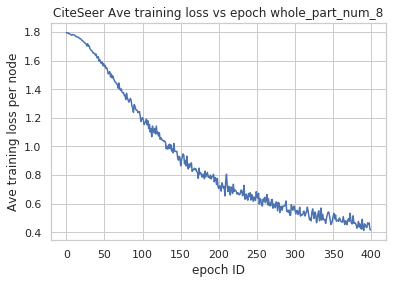 CiteSeer Ave training loss vs epoch whole_part_num_8
Ave training loss per node
1.8
1.6
1.4
1.2
1.0
0.8
0.6
0.4
0 50 100 150 200 250 300 350 400
epoch ID